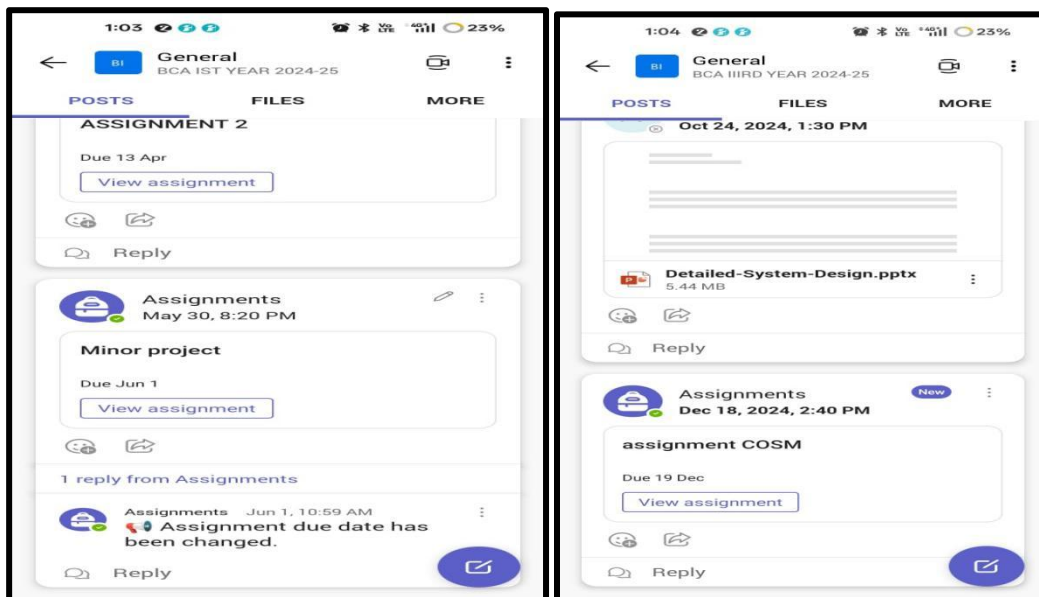 1:03 23%
General
BI
BCA IST YEAR 2024-25
POSTS FILES MORE
ASSIGNMENT 2
Due 13 Apr
View assignment
Reply
Assignments
May 30, 8:20 PM
Minor project
Due Jun 1
View assignment
1 reply from Assignments
Assignments Jun 1, 10:59 AM
Assignment due date has
been changed.
Reply
1:04 23%
General
BI
BCA IIIRD YEAR 2024-25
POSTS FILES MORE
Oct 24, 2024, 1:30 PM
Detailed-System-Design.pptx
5.44 MB
Reply
Assignments New
Dec 18, 2024, 2:40 PM
assignment COSM
Due 19 Dec
View assignment
Reply